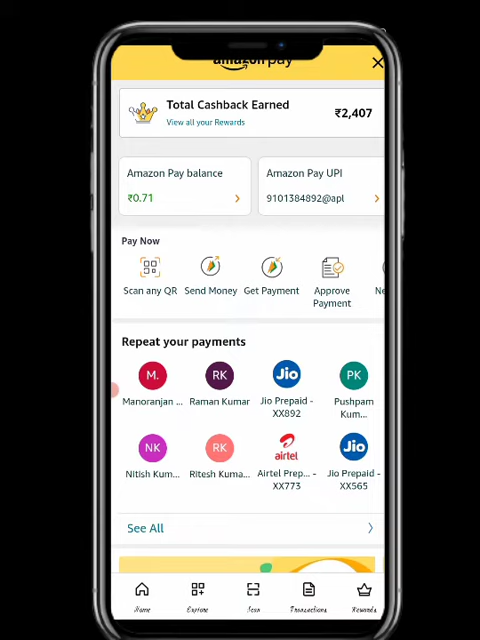 amazon pay
Total Cashback Earned
₹2,407
View all your Rewards
Amazon Pay balance
Amazon Pay UPI
₹0.71
9101384892@apl
Pay Now
Scan any QR
Send Money
Get Payment
Approve
Payment
Ne
Repeat your payments
M.
RK
Jio
PK
Manoranjan ...
Raman Kumar
Jio Prepaid -
XX892
Pushpam
Kum...
NK
RK
airtel
Jio
Nitish Kum...
Ritesh Kuma...
Airtel Prep... -
XX773
Jio Prepaid -
XX565
See All
Home
Explore
Scan
Transactions
Rewards